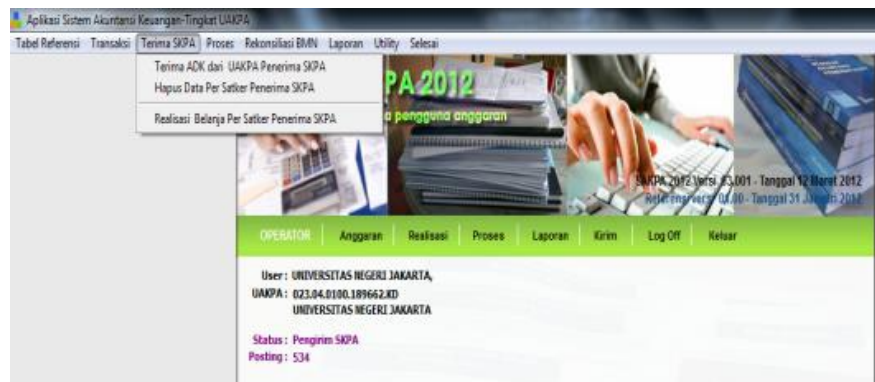 Aplikasi Sistem Akuntansi Keuangan-Tingkat UAKPA
Tabel Referensi Transaksi Terima SKPA Proses Rekonsiliasi BMN Laporan Utility Selesai
Terima ADK dari UAKPA Penerima SKPA
Hapus Data Per Satker Penerima SKPA
Realisasi Belanja Per Satker Penerima SKPA
PA 2012
a pengguna anggaran
SAKPA 2012 Versi 03.001 - Tanggal 12 Maret 2012
Referensi versi 01.00 - Tanggal 31 Januari 2012
OPERATOR Anggaran Realisasi Proses Laporan Kirim Log Off Keluar
User : UNIVERSITAS NEGERI JAKARTA,
UAKPA : 023.04.0100.189662.KD
UNIVERSITAS NEGERI JAKARTA
Status : Pengirim SKPA
Posting : 534